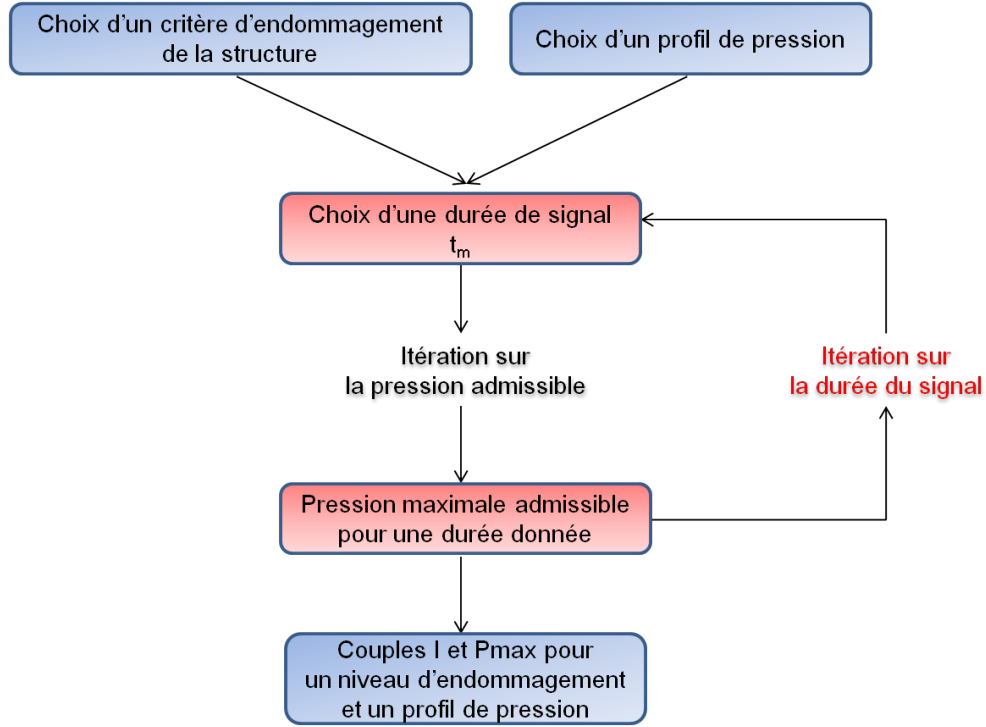 Choix d'un critère d'endommagement
de la structure
Choix d'un profil de pression
Choix d'une durée de signal
tm
Itération sur
la pression admissible
Itération sur
la durée du signal
Pression maximale admissible
pour une durée donnée
Couples I et Pmax pour
un niveau d'endommagement
et un profil de pression